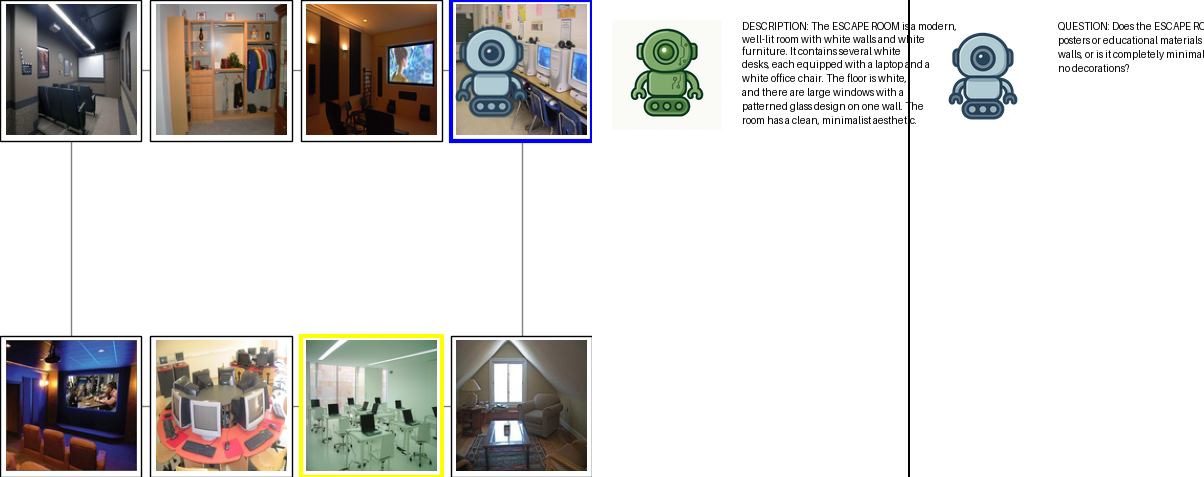 DESCRIPTION: The ESCAPE ROOM is a modern,
well-lit room with white walls and white
furniture. It contains several white
desks, each equipped with a laptop and a
white office chair. The floor is white,
and there are large windows with a
patterned glass design on one wall. The
room has a clean, minimalist aesthetic.
QUESTION: Does the ESCAPE RO
posters or educational materials
walls, or is it completely minimal
no decorations?